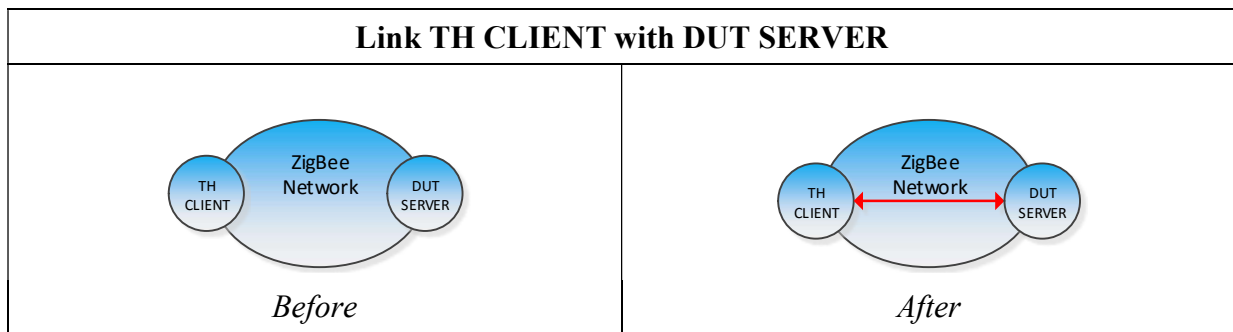 Link TH CLIENT with DUT SERVER
ZigBee
Network
TH
CLIENT
DUT
SERVER
Before
ZigBee
Network
TH
CLIENT
DUT
SERVER
After